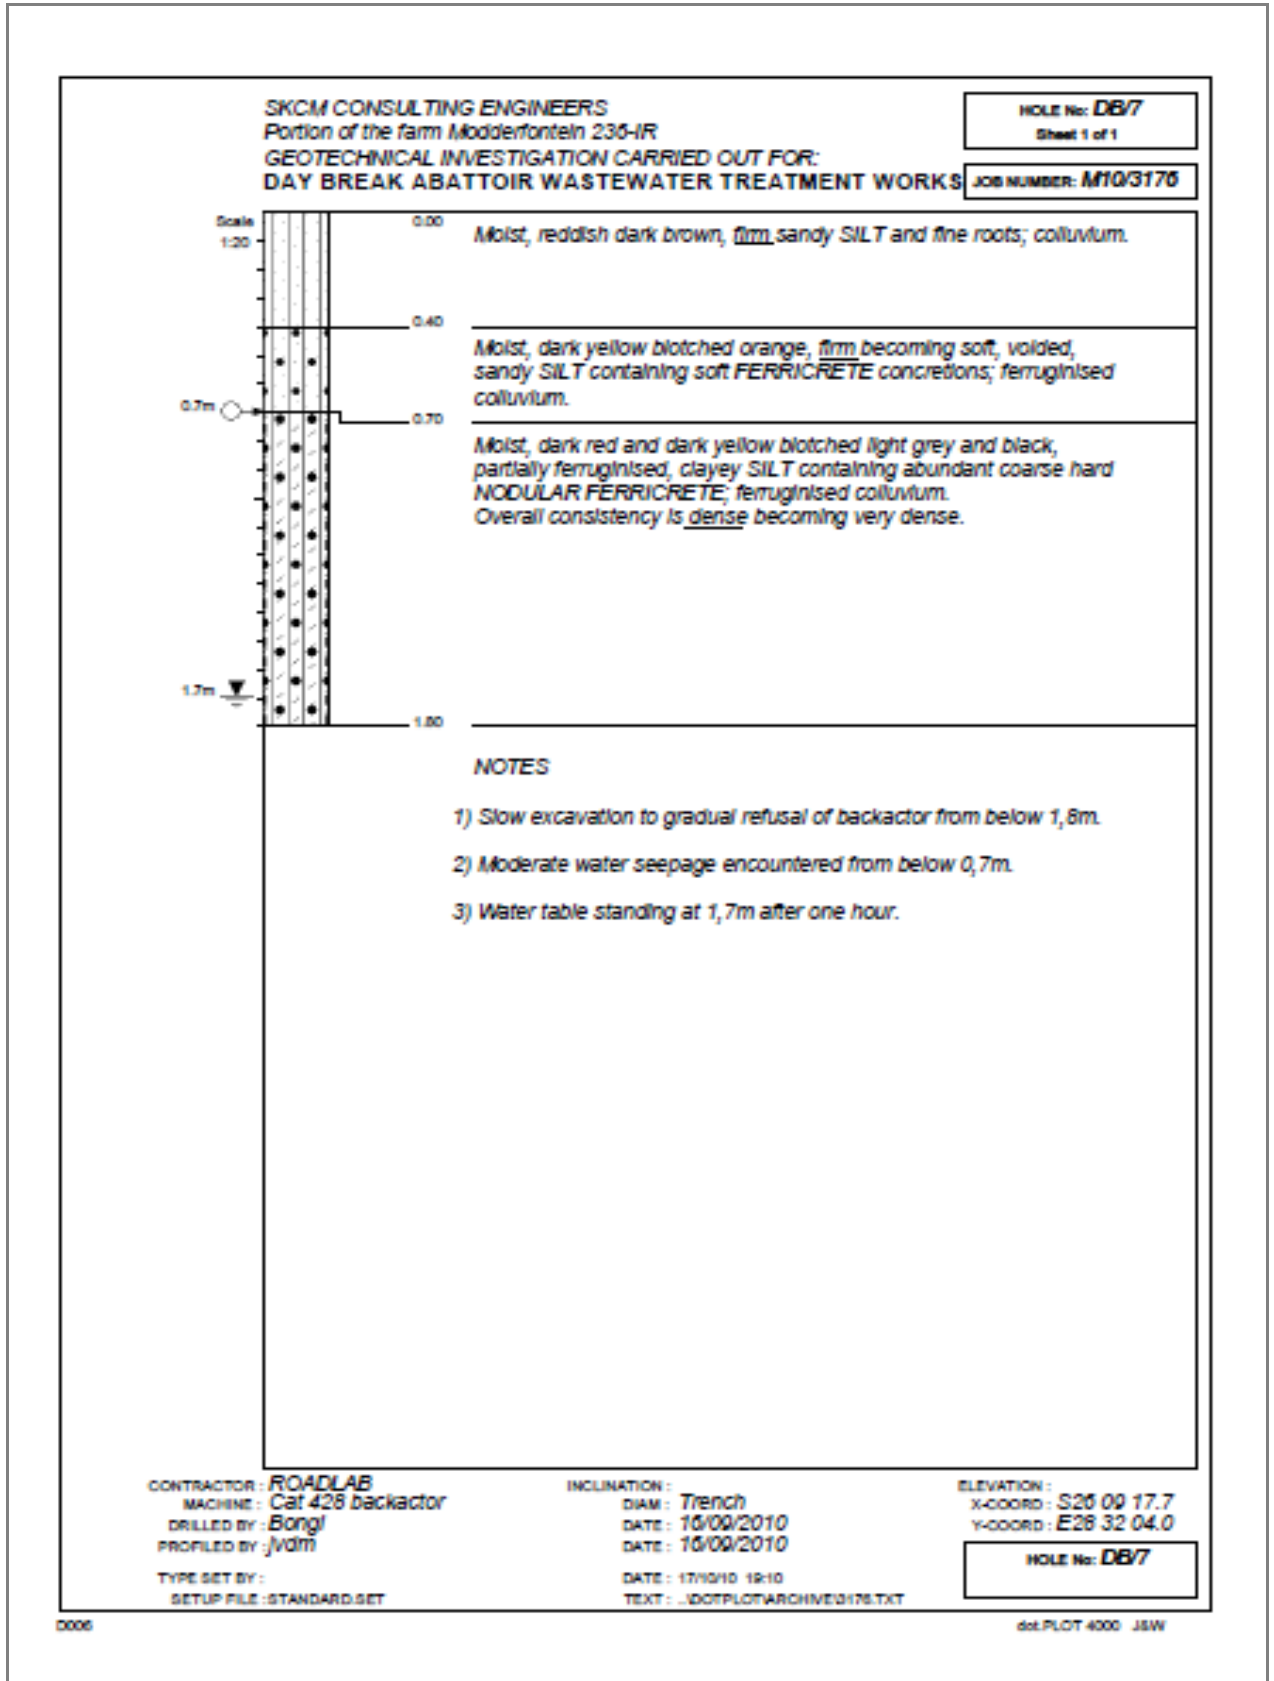 SKCM CONSULTING ENGINEERS
Portion of the farm Modderfontein 236-IR
GEOTECHNICAL INVESTIGATION CARRIED OUT FOR:
DAY BREAK ABATTOIR WASTEWATER TREATMENT WORKS
HOLE No: DB/7
Sheet 1 of 1
JOB NUMBER: M10/3176
Scale
1:20
0.00
Moist, reddish dark brown, firm sandy SILT and fine roots; colluvium.
0.40
Moist, dark yellow blotched orange, firm becoming soft, voided,
sandy SILT containing soft FERRICRETE concretions; ferruginised
colluvium.
0.7m
0.70
Moist, dark red and dark yellow blotched light grey and black,
partially ferruginised, clayey SILT containing abundant coarse hard
NODULAR FERRICRETE; ferruginised colluvium.
Overall consistency is dense becoming very dense.
1.7m
1.80
NOTES
1) Slow excavation to gradual refusal of backactor from below 1,8m.
2) Moderate water seepage encountered from below 0,7m.
3) Water table standing at 1,7m after one hour.
CONTRACTOR : ROADLAB
MACHINE : Cat 428 backactor
DRILLED BY : Bongi
PROFILED BY : jvdm
TYPE SET BY :
SETUP FILE : STANDARD.SET
INCLINATION :
DIAM : Trench
DATE : 16/09/2010
DATE : 16/09/2010
DATE : 17/10/10 19:10
TEXT : ..\DOTPLOT\ARCHIVE\3176.TXT
ELEVATION :
X-COORD : S26 09 17.7
Y-COORD : E28 32 04.0
HOLE No: DB/7
dot.PLOT 4000 J&W